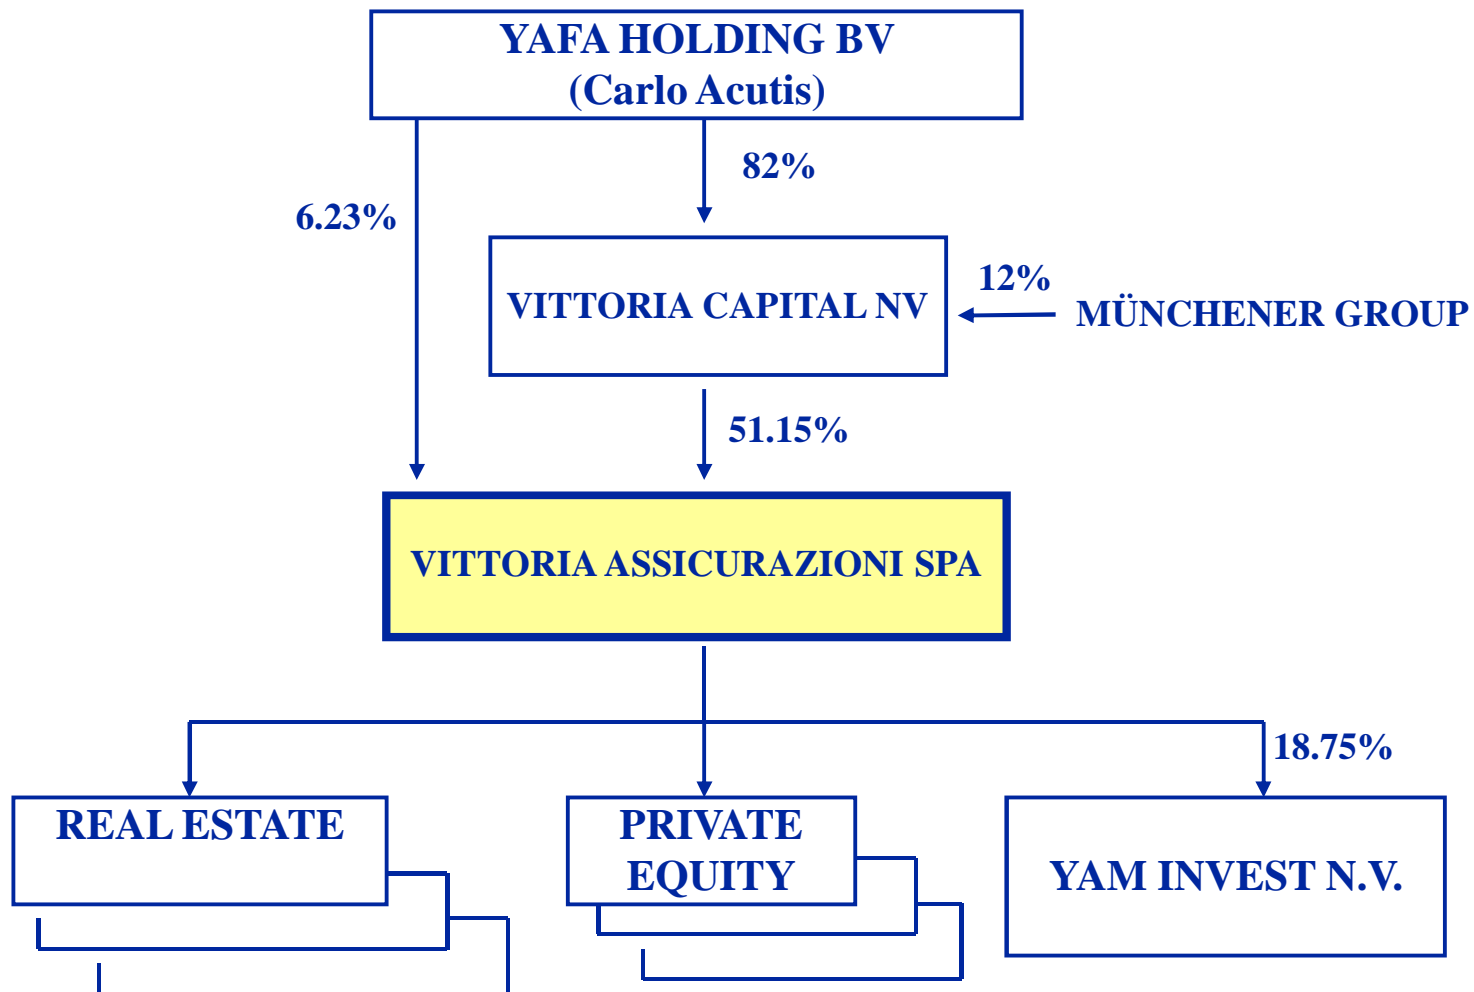 YAFA HOLDING BV
(Carlo Acutis)
82%
6.23%
12%
VITTORIA CAPITAL NV
MÜNCHENER GROUP
51.15%
VITTORIA ASSICURAZIONI SPA
18.75%
REAL ESTATE
PRIVATE
EQUITY
YAM INVEST N.V.